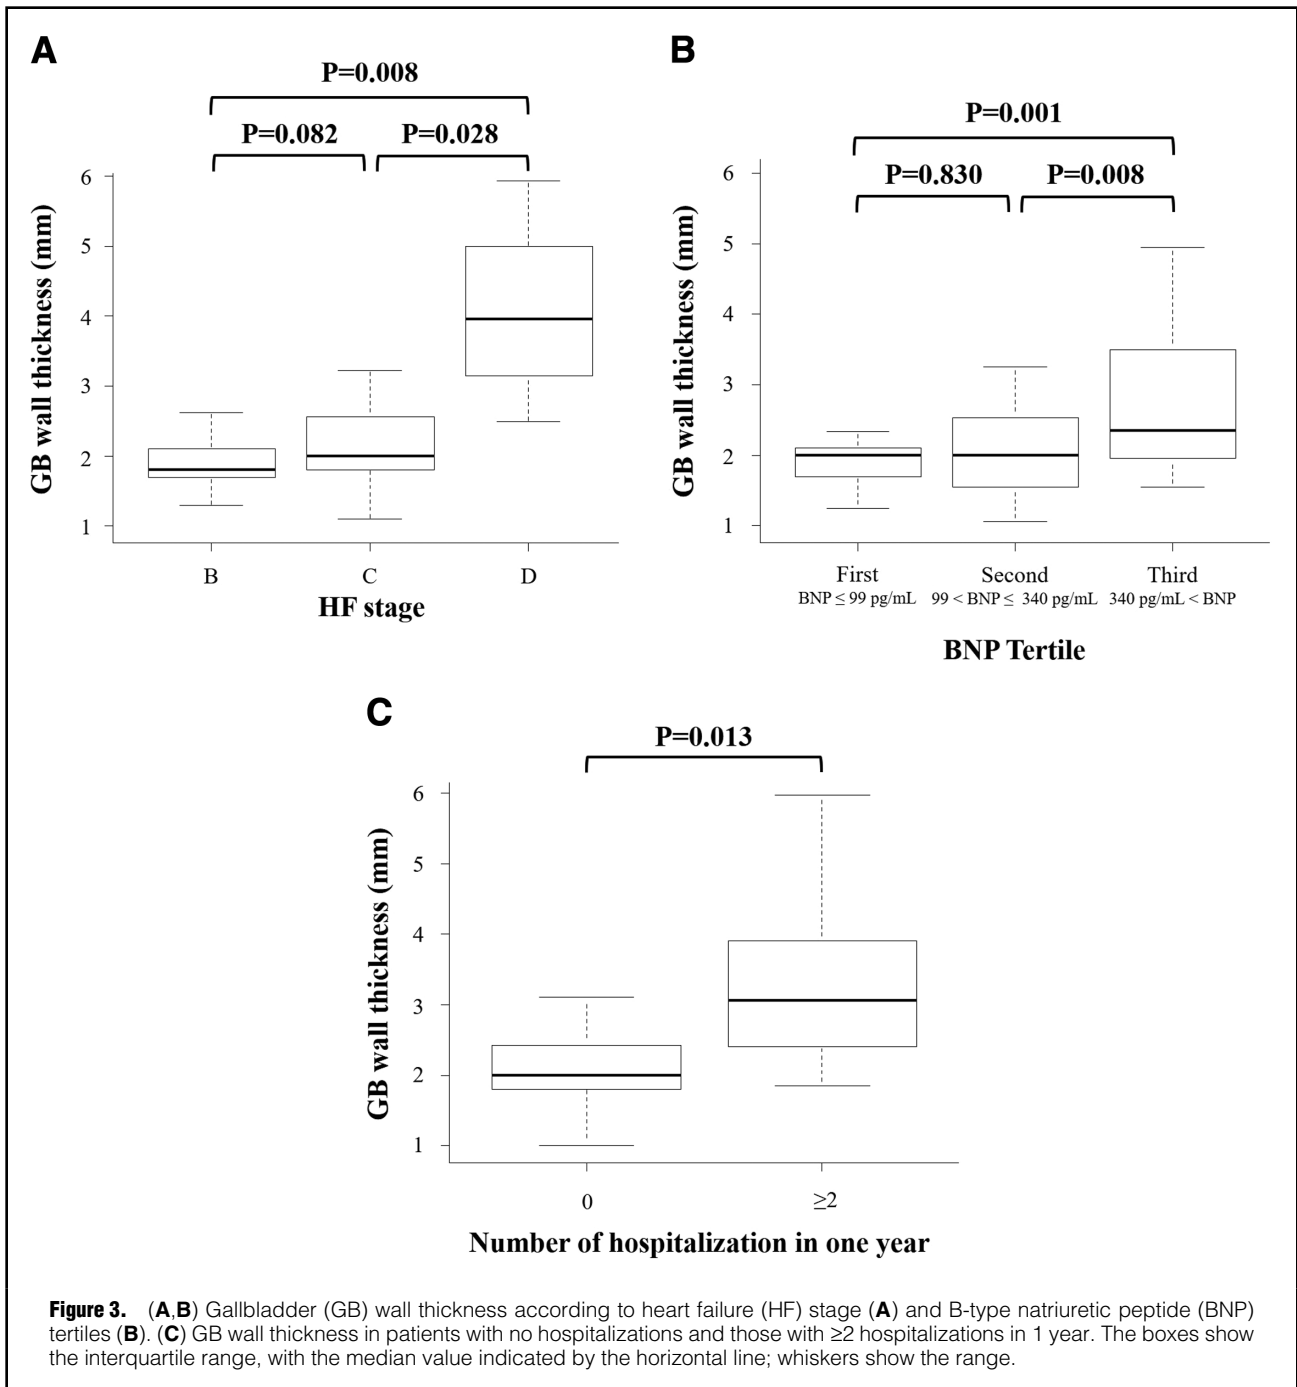 A
P=0.008
P=0.082
P=0.028
GB wall thickness (mm)
6
5
4
3
2
1
B
C
D
HF stage
B
P=0.001
P=0.830
P=0.008
GB wall thickness (mm)
6
5
4
3
2
1
First
Second
Third
BNP ≤ 99 pg/mL
99 < BNP ≤ 340 pg/mL
340 pg/mL < BNP
BNP Tertile
C
P=0.013
GB wall thickness (mm)
6
5
4
3
2
1
0
≥2
Number of hospitalization in one year
Figure 3. (A,B) Gallbladder (GB) wall thickness according to heart failure (HF) stage (A) and B-type natriuretic peptide (BNP)
tertiles (B). (C) GB wall thickness in patients with no hospitalizations and those with ≥2 hospitalizations in 1 year. The boxes show
the interquartile range, with the median value indicated by the horizontal line; whiskers show the range.